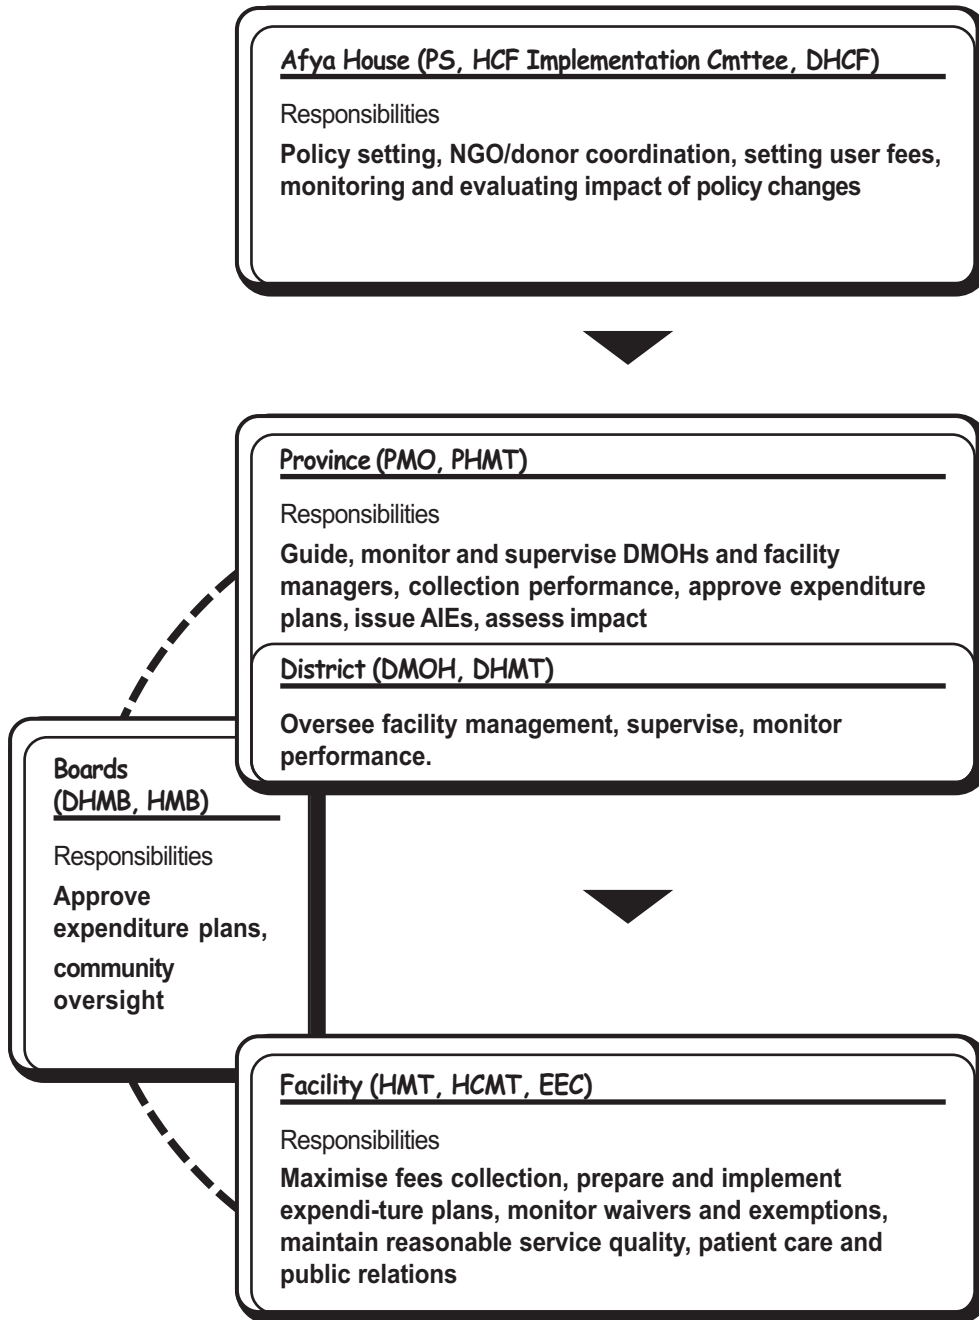 Afya House (PS, HCF Implementation Cmttee, DHCF)
Responsibilities
Policy setting, NGO/donor coordination, setting user fees,
monitoring and evaluating impact of policy changes
Province (PMO, PHMT)
Responsibilities
Guide, monitor and supervise DMOHs and facility
managers, collection performance, approve expenditure
plans, issue AIEs, assess impact
District (DMOH, DHMT)
Oversee facility management, supervise, monitor
performance.
Boards
(DHMB, HMB)
Responsibilities
Approve
expenditure plans,
community
oversight
Facility (HMT, HCMT, EEC)
Responsibilities
Maximise fees collection, prepare and implement
expendi-ture plans, monitor waivers and exemptions,
maintain reasonable service quality, patient care and
public relations